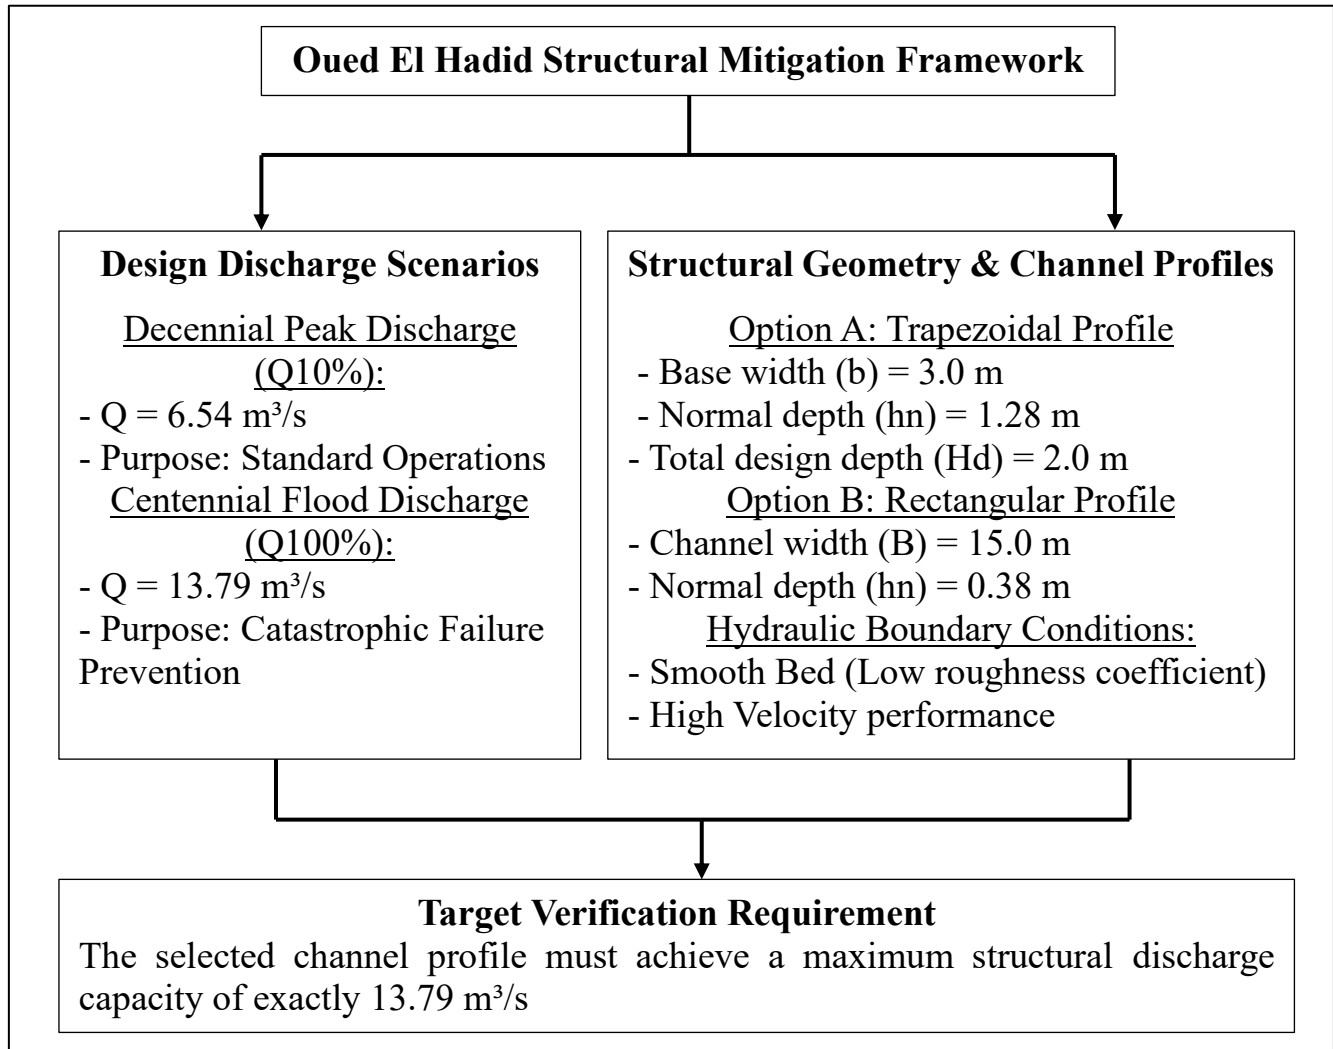 Oued El Hadid Structural Mitigation Framework
Design Discharge Scenarios
Decennial Peak Discharge
(Q10%):
- Q = 6.54 m³/s
- Purpose: Standard Operations
Centennial Flood Discharge
(Q100%):
- Q = 13.79 m³/s
- Purpose: Catastrophic Failure
Prevention
Structural Geometry & Channel Profiles
Option A: Trapezoidal Profile
- Base width (b) = 3.0 m
- Normal depth (hn) = 1.28 m
- Total design depth (Hd) = 2.0 m
Option B: Rectangular Profile
- Channel width (B) = 15.0 m
- Normal depth (hn) = 0.38 m
Hydraulic Boundary Conditions:
- Smooth Bed (Low roughness coefficient)
- High Velocity performance
Target Verification Requirement
The selected channel profile must achieve a maximum structural discharge
capacity of exactly 13.79 m³/s